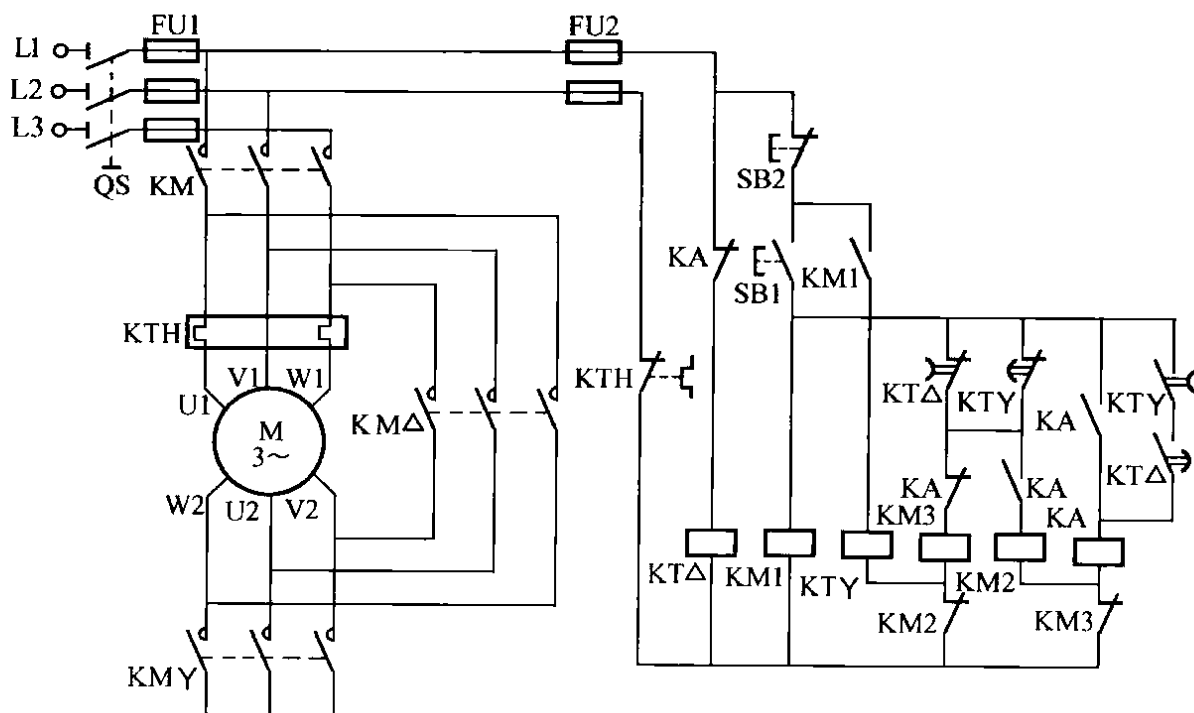 FU1
FU2
L1
L2
L3
QS
KM
SB2
KA
SB1
KM1
KTH
V1
W1
U1
KTH
M
3~
KM△
KT△
KTY
KA
KTY
KT△
W2
U2
V2
KA
KA
KM3
KA
KT△
KM1
KTY
KM2
KM2
KM3
KMY